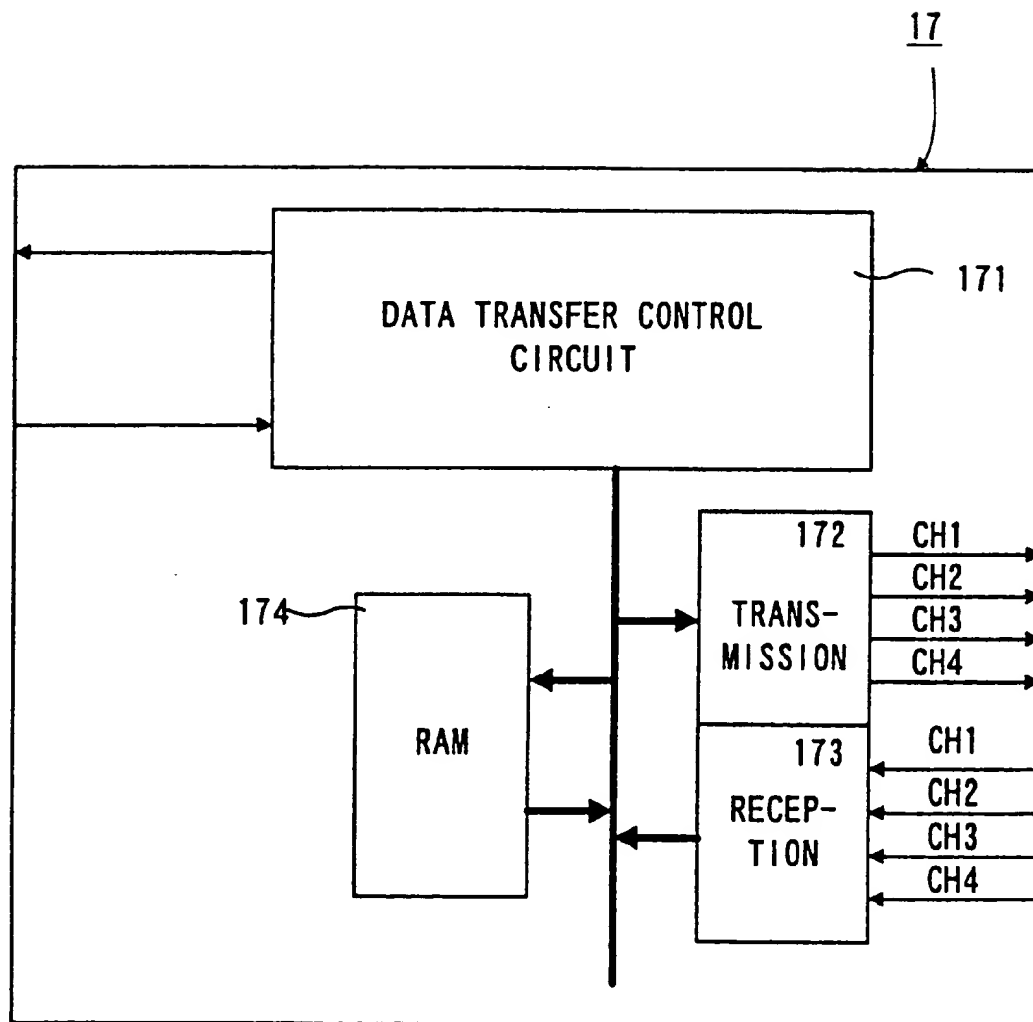 17
171
DATA TRANSFER CONTROL
CIRCUIT
172
TRANS-
MISSION
CH1
CH2
CH3
CH4
174
RAM
173
RECEP-
TION
CH1
CH2
CH3
CH4